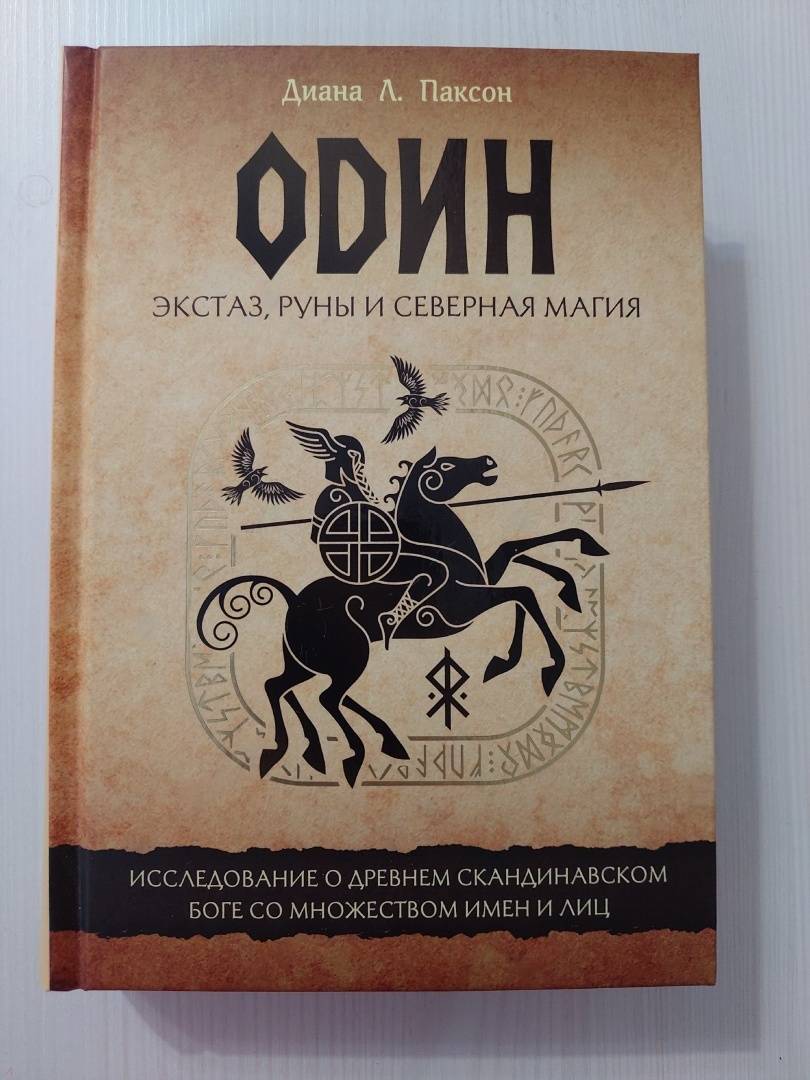 Диана Л. Паксон
ОДИН
ЭКСТАЗ, РУНЫ И СЕВЕРНАЯ МАГИЯ
ИССЛЕДОВАНИЕ О ДРЕВНЕМ СКАНДИНАВСКОМ
БОГЕ СО МНОЖЕСТВОМ ИМЕН И ЛИЦ